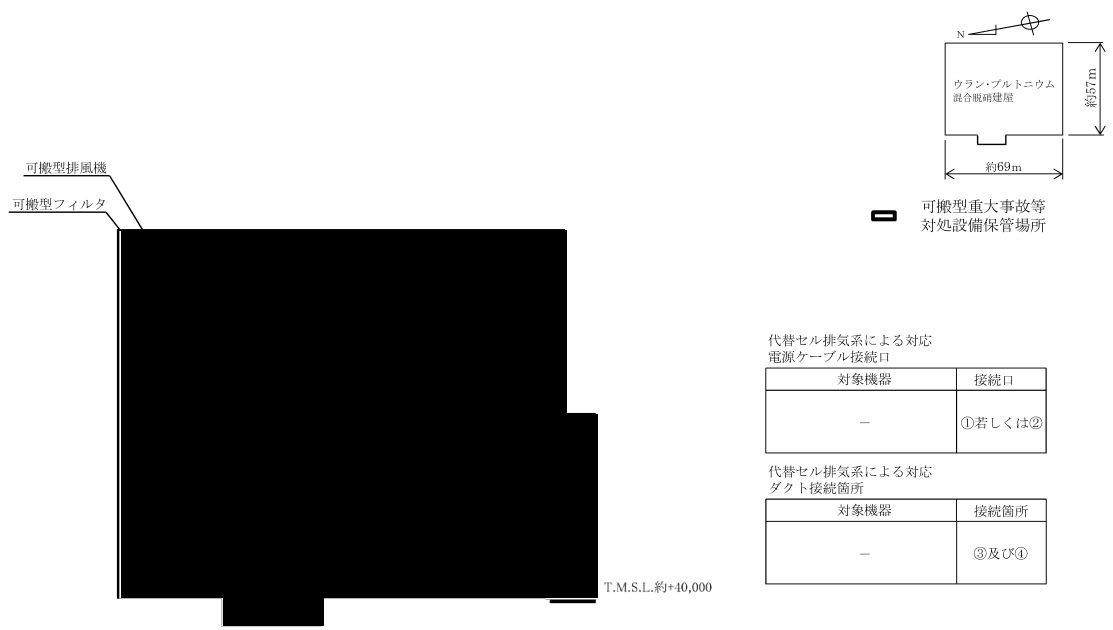 N
ウラン・プルトニウム
混合脱硝建屋
約57m
約69m
可搬型重大事故等
対処設備保管場所
可搬型排風機
可搬型フィルタ
T.M.S.L.約+40,000
代替セル排気系による対応
電源ケーブル接続口
対象機器 接続口
― ①若しくは②
代替セル排気系による対応
ダクト接続箇所
対象機器 接続箇所
― ③及び④